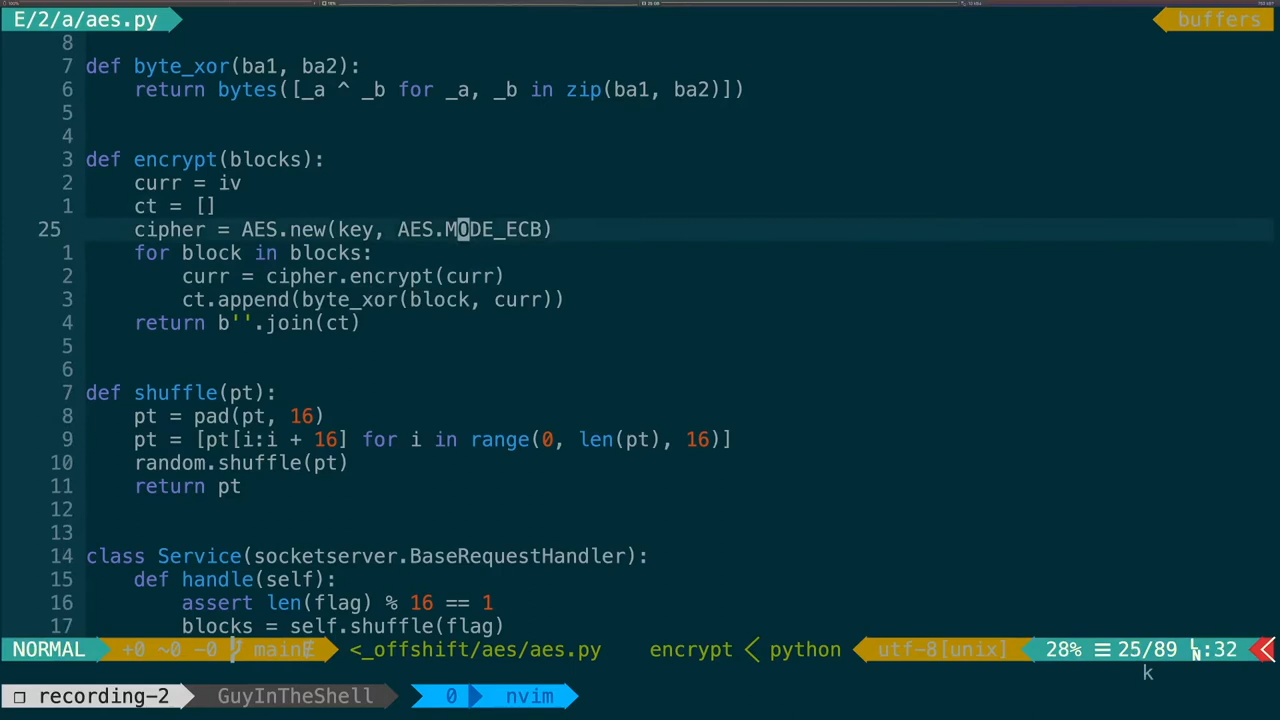 E/2/a/aes.py buffers
8
7 def byte_xor(ba1, ba2):
6     return bytes([_a ^ _b for _a, _b in zip(ba1, ba2)])
5
4
3 def encrypt(blocks):
2     curr = iv
1     ct = []
25     cipher = AES.new(key, AES.MODE_ECB)
1     for block in blocks:
2         curr = cipher.encrypt(curr)
3         ct.append(byte_xor(block, curr))
4     return b''.join(ct)
5
6
7 def shuffle(pt):
8     pt = pad(pt, 16)
9     pt = [pt[i:i + 16] for i in range(0, len(pt), 16)]
10     random.shuffle(pt)
11     return pt
12
13
14 class Service(socketserver.BaseRequestHandler):
15     def handle(self):
16         assert len(flag) % 16 == 1
17         blocks = self.shuffle(flag)
NORMAL +0 ~0 -0 main <_offshift/aes/aes.py encrypt < python utf-8[unix] 28% ☰ 25/89 :32
k
□ recording-2 GuyInTheShell 0 nvim